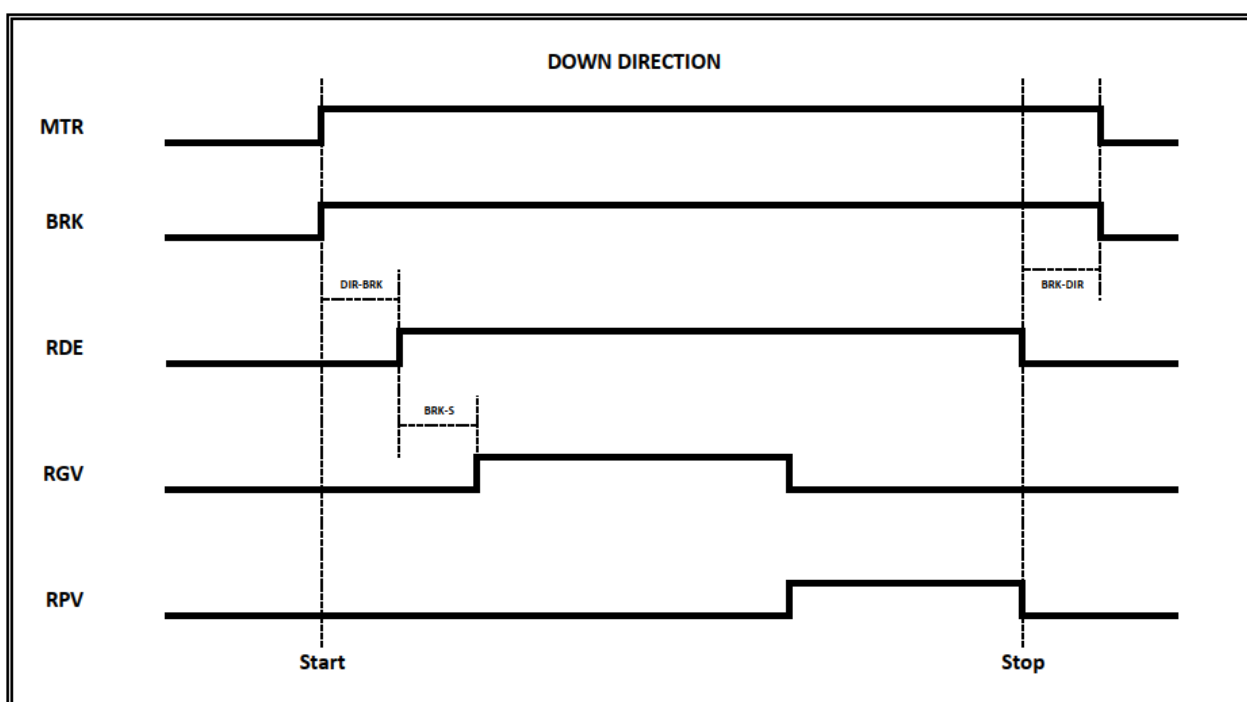 DOWN DIRECTION
MTR
BRK
DIR-BRK
BRK-DIR
RDE
BRK-S
RGV
RPV
Start
Stop